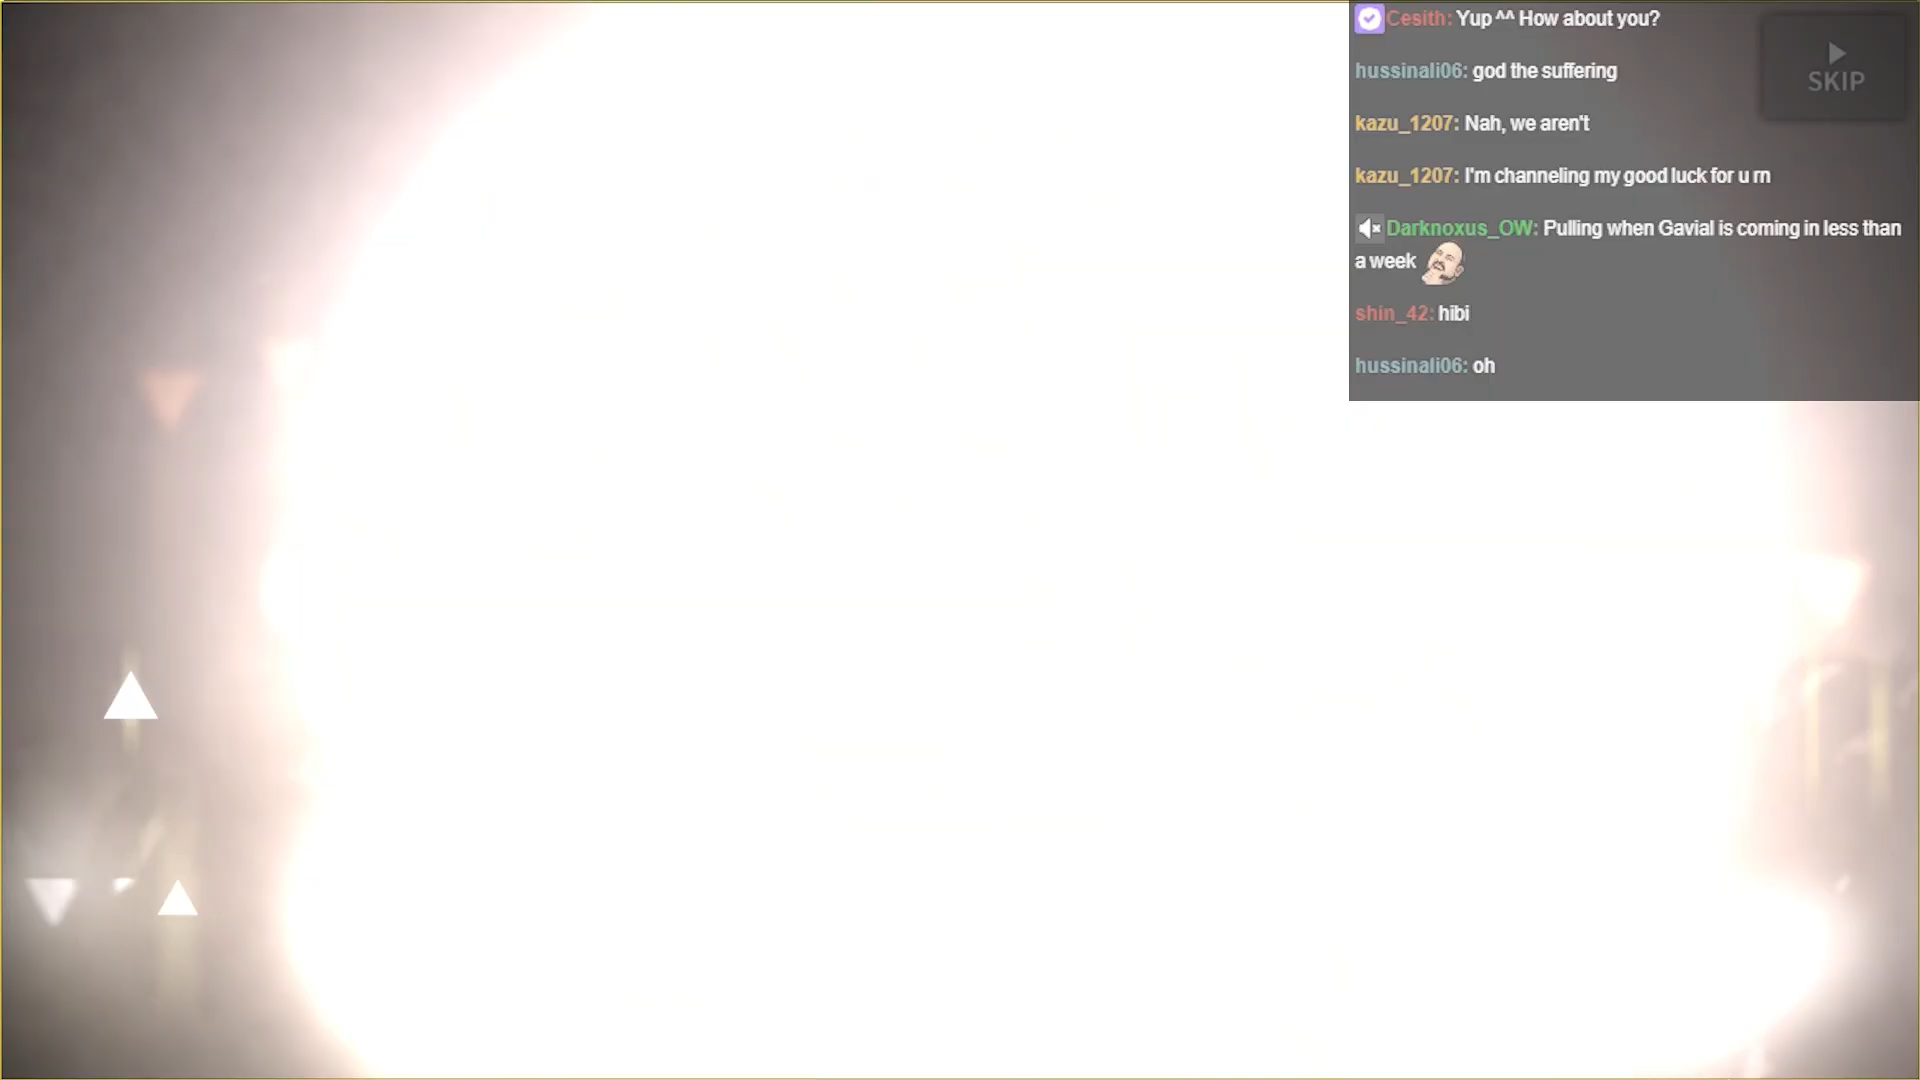 Cesith: Yup ^^ How about you?
SKIP
hussinali06: god the suffering
kazu_1207: Nah, we aren't
kazu_1207: I'm channeling my good luck for u rn
Darknoxus_OW: Pulling when Gavial is coming in less than
a week
shin_42: hibi
hussinali06: oh